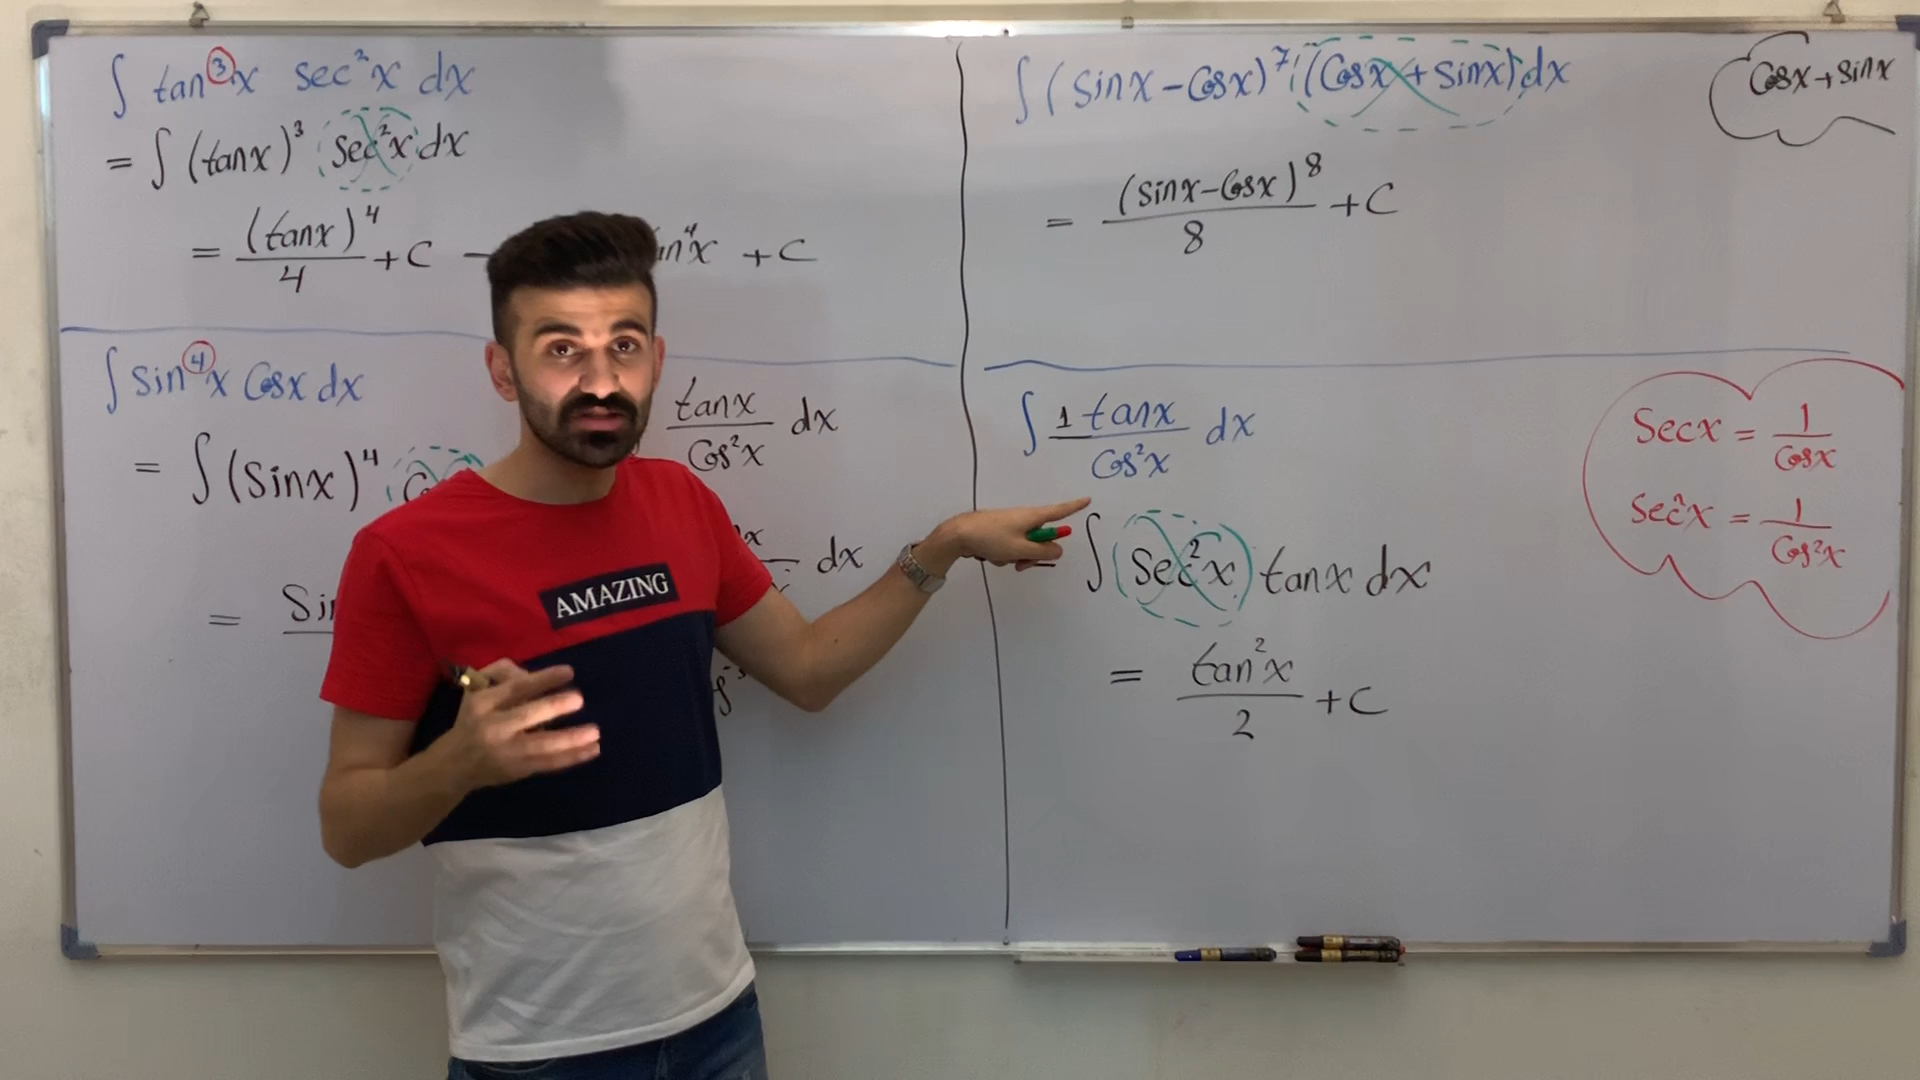 ∫ tan³x sec²x dx
= ∫ (tanx)³ sec²x dx
= (tanx)⁴/4 + C
x + C
∫ sin⁴x Cosx dx
= ∫ (Sinx)⁴
=
tanx/Cos²x dx
dx
AMAZING
∫ (Sinx - Cosx)⁷ (Cosx + sinx) dx
Cosx + sinx
= (sinx - Cosx)⁸/8 + C
∫ 1 tanx/Cos²x dx
∫ (Sec²x) tanx dx
= tan²x/2 + C
Secx = 1/Cosx
Sec²x = 1/Cos²x